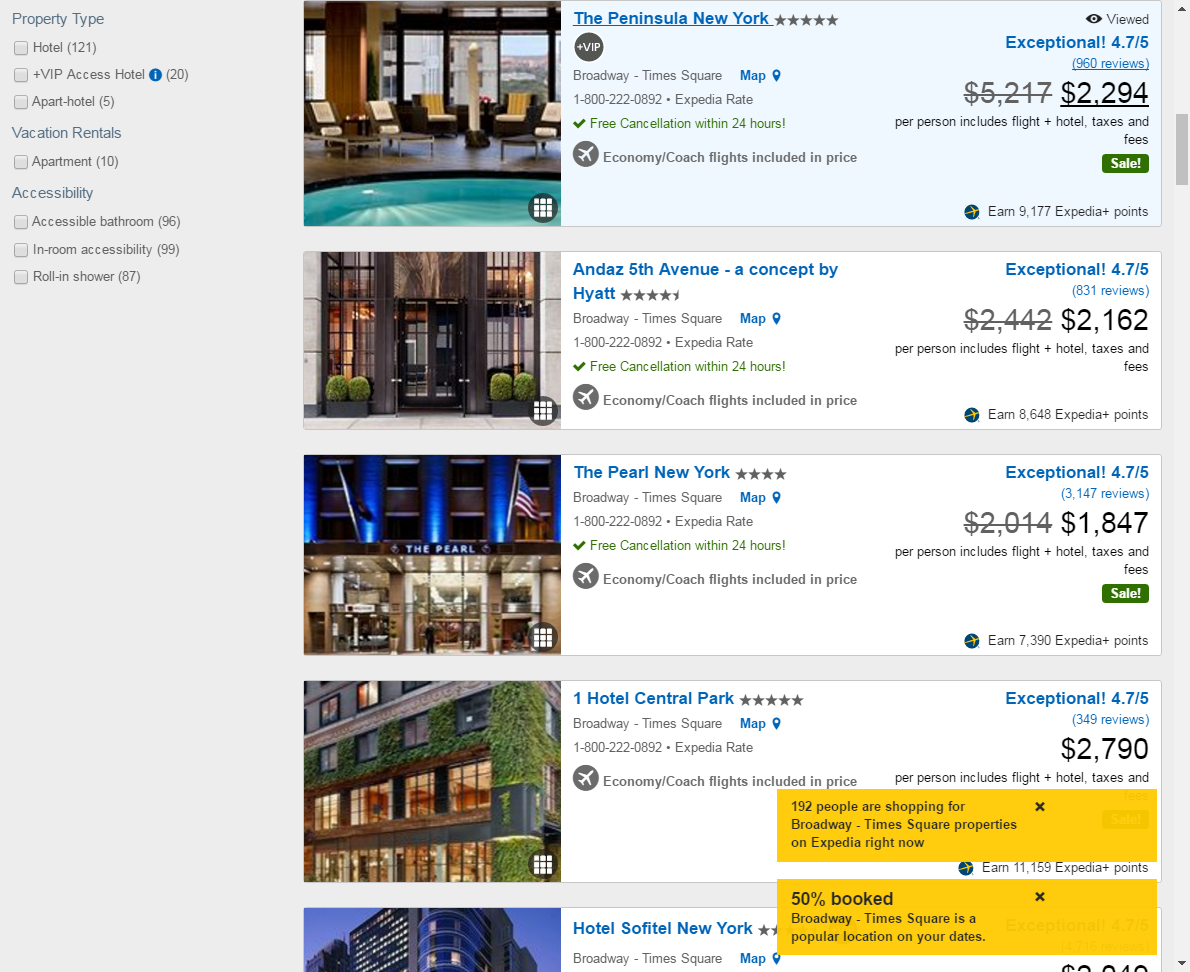 Property Type
Hotel (121)
+VIP Access Hotel (20)
Apart-hotel (5)
Vacation Rentals
Apartment (10)
Accessibility
Accessible bathroom (96)
In-room accessibility (99)
Roll-in shower (87)
The Peninsula New York
+VIP
Broadway - Times Square Map
1-800-222-0892 • Expedia Rate
Free Cancellation within 24 hours!
Economy/Coach flights included in price
Viewed
Exceptional! 4.7/5
(960 reviews)
$5,217 $2,294
per person includes flight + hotel, taxes and
fees
Sale!
Earn 9,177 Expedia+ points
Andaz 5th Avenue - a concept by
Hyatt
Broadway - Times Square Map
1-800-222-0892 • Expedia Rate
Free Cancellation within 24 hours!
Economy/Coach flights included in price
Exceptional! 4.7/5
(831 reviews)
$2,442 $2,162
per person includes flight + hotel, taxes and
fees
Earn 8,648 Expedia+ points
THE PEARL
The Pearl New York
Broadway - Times Square Map
1-800-222-0892 • Expedia Rate
Free Cancellation within 24 hours!
Economy/Coach flights included in price
Exceptional! 4.7/5
(3,147 reviews)
$2,014 $1,847
per person includes flight + hotel, taxes and
fees
Sale!
Earn 7,390 Expedia+ points
1 Hotel Central Park
Broadway - Times Square Map
1-800-222-0892 • Expedia Rate
Economy/Coach flights included in price
Exceptional! 4.7/5
(349 reviews)
$2,790
per person includes flight + hotel, taxes and
fees
Sale!
192 people are shopping for
Broadway - Times Square properties
on Expedia right now
Earn 11,159 Expedia+ points
50% booked
Broadway - Times Square is a
popular location on your dates.
Hotel Sofitel New York
Broadway - Times Square Map
Exceptional! 4.7/5